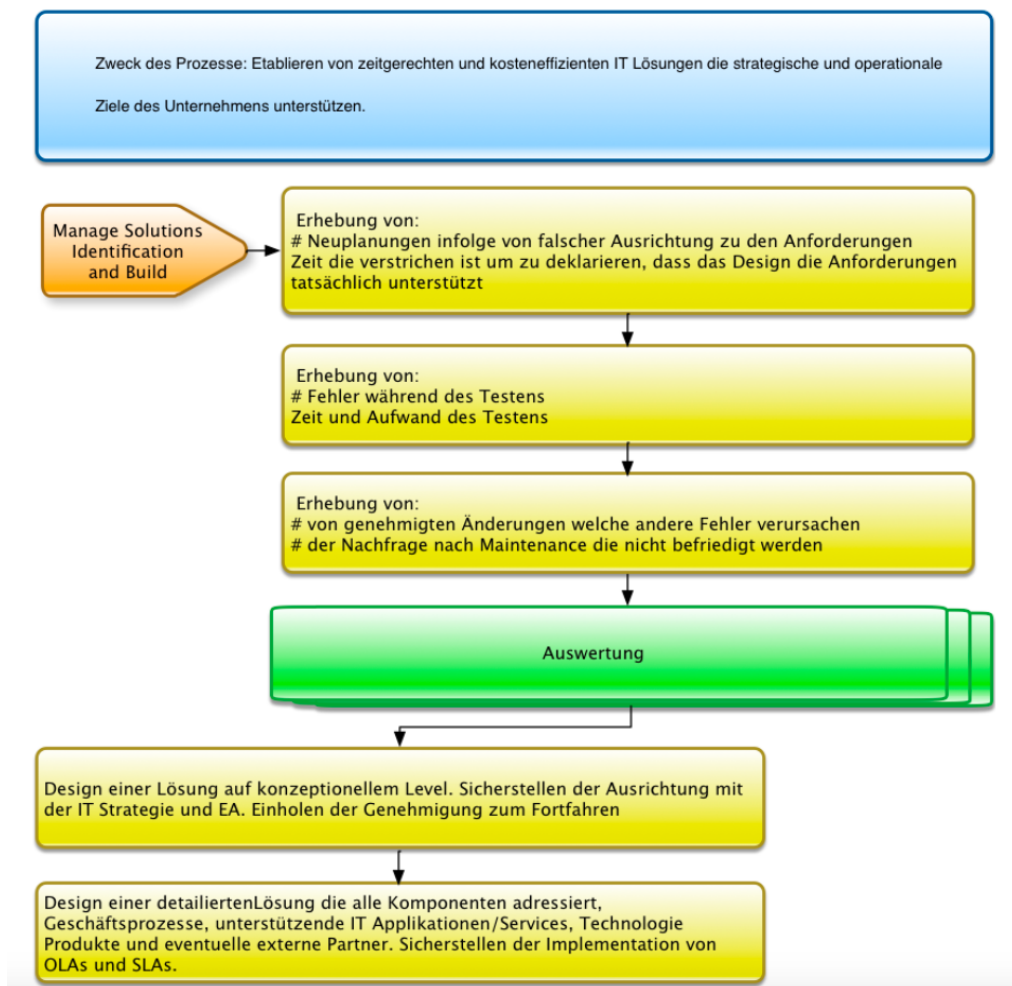 Zweck des Prozesse: Etablieren von zeitgerechten und kosteneffizienten IT Lösungen die strategische und operationale
Ziele des Unternehmens unterstützen.
Manage Solutions
Identification
and Build
Erhebung von:
# Neuplanungen infolge von falscher Ausrichtung zu den Anforderungen
Zeit die verstrichen ist um zu deklarieren, dass das Design die Anforderungen
tatsächlich unterstützt
Erhebung von:
# Fehler während des Testens
Zeit und Aufwand des Testens
Erhebung von:
# von genehmigten Änderungen welche andere Fehler verursachen
# der Nachfrage nach Maintenance die nicht befriedigt werden
Auswertung
Design einer Lösung auf konzeptionellem Level. Sicherstellen der Ausrichtung mit
der IT Strategie und EA. Einholen der Genehmigung zum Fortfahren
Design einer detailiertenLösung die alle Komponenten adressiert,
Geschäftsprozesse, unterstützende IT Applikationen/Services, Technologie
Produkte und eventuelle externe Partner. Sicherstellen der Implementation von
OLAs und SLAs.